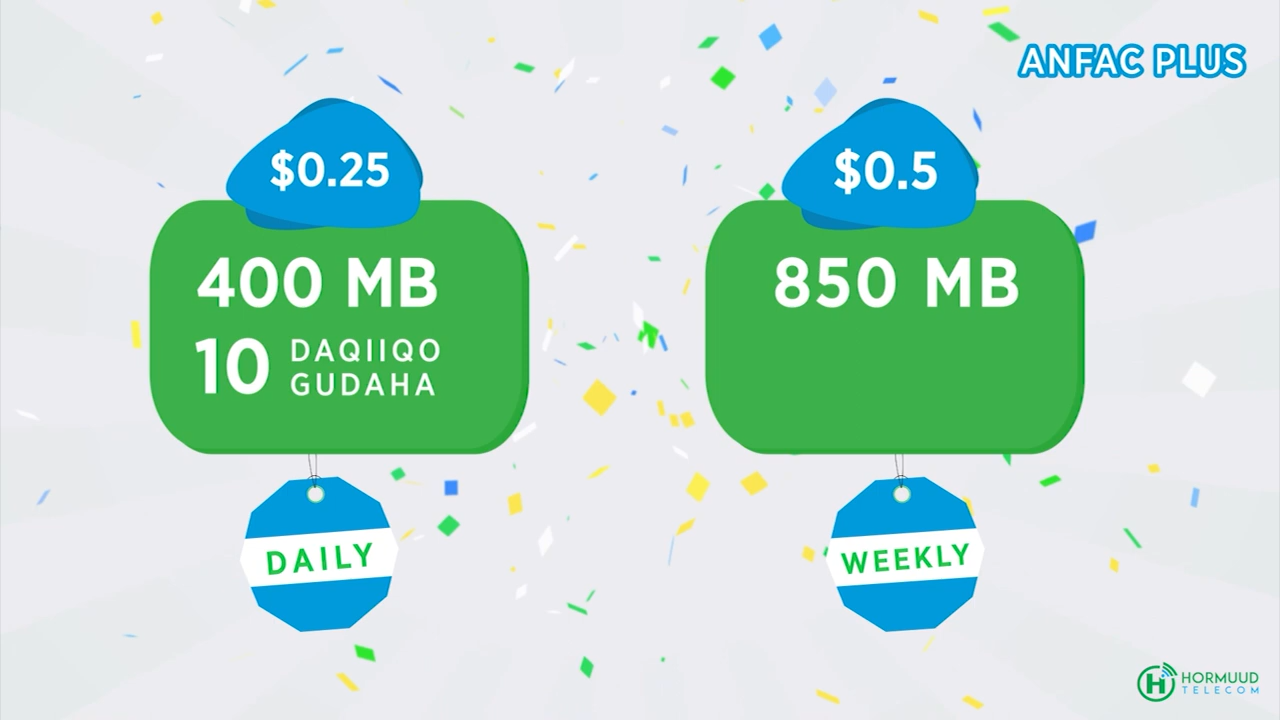 ANFAC PLUS
$0.25
400 MB
10 DAQIIQO
GUDAHA
DAILY
$0.5
850 MB
WEEKLY
HORMUUD
TELECOM